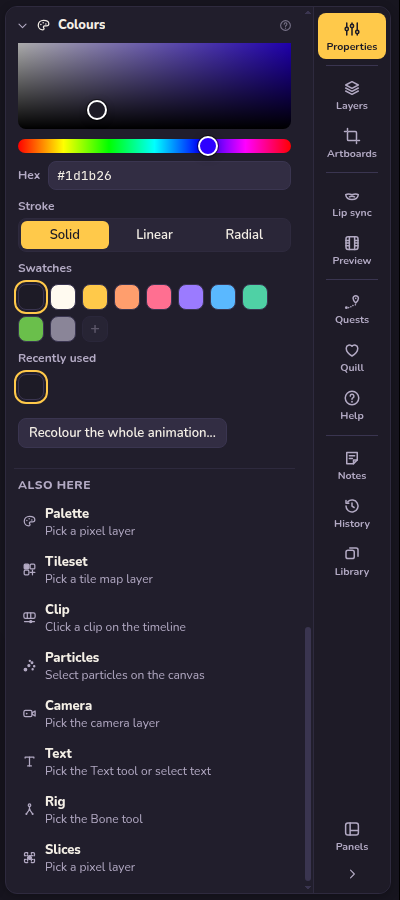 Colours
Hex #1d1b26
Stroke
Solid Linear Radial
Swatches
+
Recently used
Recolour the whole animation...
ALSO HERE
Palette
Pick a pixel layer
Tileset
Pick a tile map layer
Clip
Click a clip on the timeline
Particles
Select particles on the canvas
Camera
Pick the camera layer
Text
Pick the Text tool or select text
Rig
Pick the Bone tool
Slices
Pick a pixel layer
Properties
Layers
Artboards
Lip sync
Preview
Quests
Quill
Help
Notes
History
Library
Panels